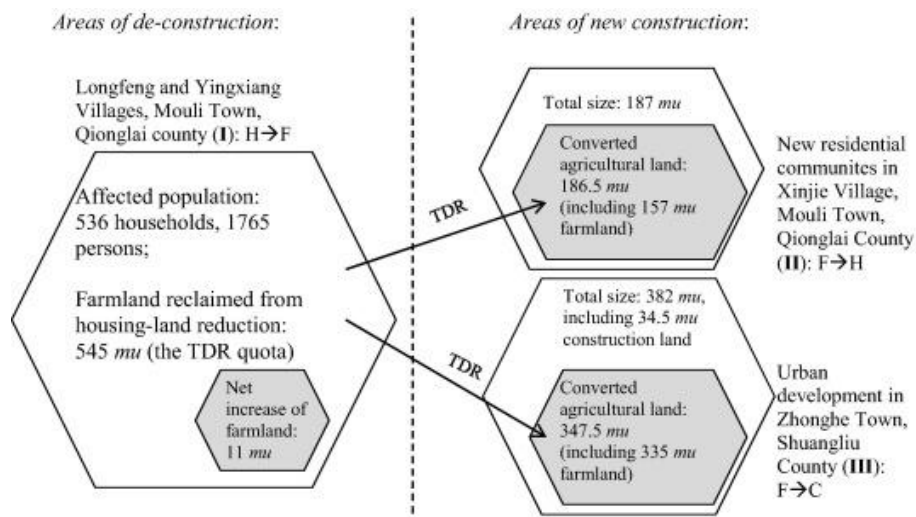 Areas of de-construction:
Areas of new construction:
Longfeng and Yingxiang
Villages, Mouli Town,
Qionglai county (I): H→F
Affected population:
536 households, 1765
persons;
Farmland reclaimed from
housing-land reduction:
545 mu (the TDR quota)
Net
increase of
farmland:
11 mu
TDR
TDR
Total size: 187 mu
Converted
agricultural land:
186.5 mu
(including 157 mu
farmland)
New residential
communites in
Xinjie Village,
Mouli Town,
Qionglai County
(II): F→H
Total size: 382 mu,
including 34.5 mu
construction land
Converted
agricultural land:
347.5 mu
(including 335 mu
farmland)
Urban
development in
Zhonghe Town,
Shuangliu
County (III):
F→C